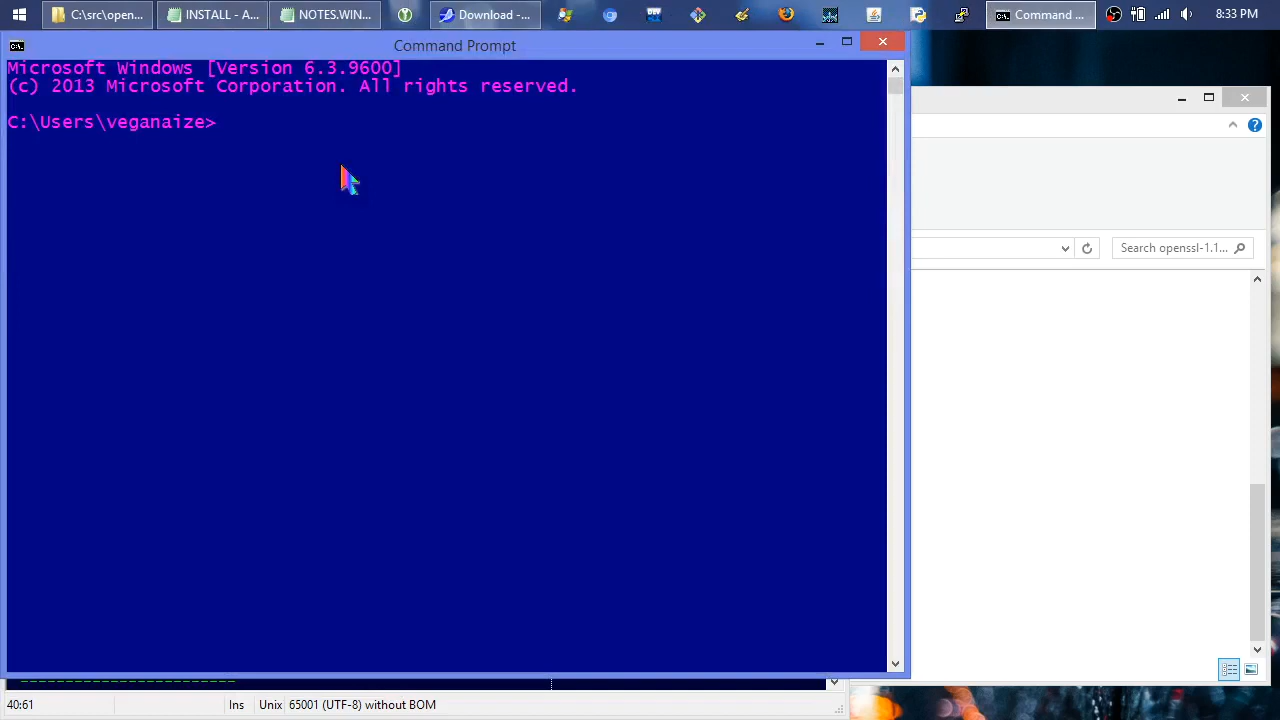 C:\src\open...
INSTALL - A...
NOTES.WIN...
Download -...
Command ...
8:33 PM
Command Prompt
Microsoft Windows [Version 6.3.9600]
(c) 2013 Microsoft Corporation. All rights reserved.
C:\Users\veganaize>
Search openssl-1.1...
40:61
Ins
Unix
65001 (UTF-8) without BOM